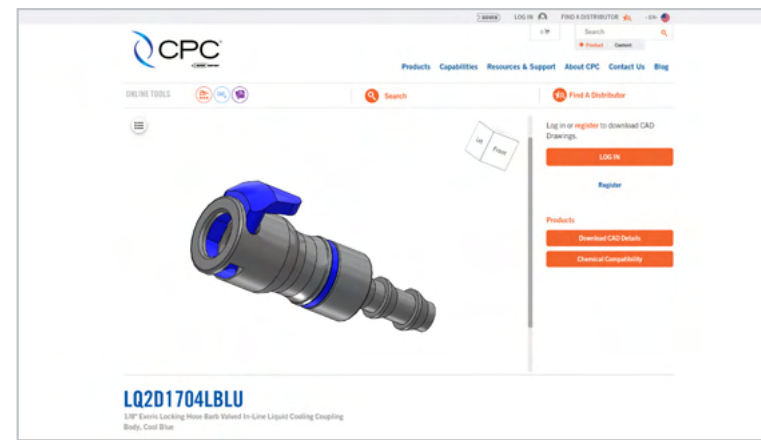 LOG IN
FIND A DISTRIBUTOR
- EN -
CPC
Search
Product
Content
Products Capabilities Resources & Support About CPC Contact Us Blog
ONLINE TOOLS
Search
Find A Distributor
Left
Front
Log in or register to download CAD
Drawings.
LOG IN
Register
Products
Download CAD Details
Chemical Compatibility
LQ2D1704LBLU
1/8" Everis Locking Hose Barb Valved In-Line Liquid Cooling Coupling
Body, Cool Blue